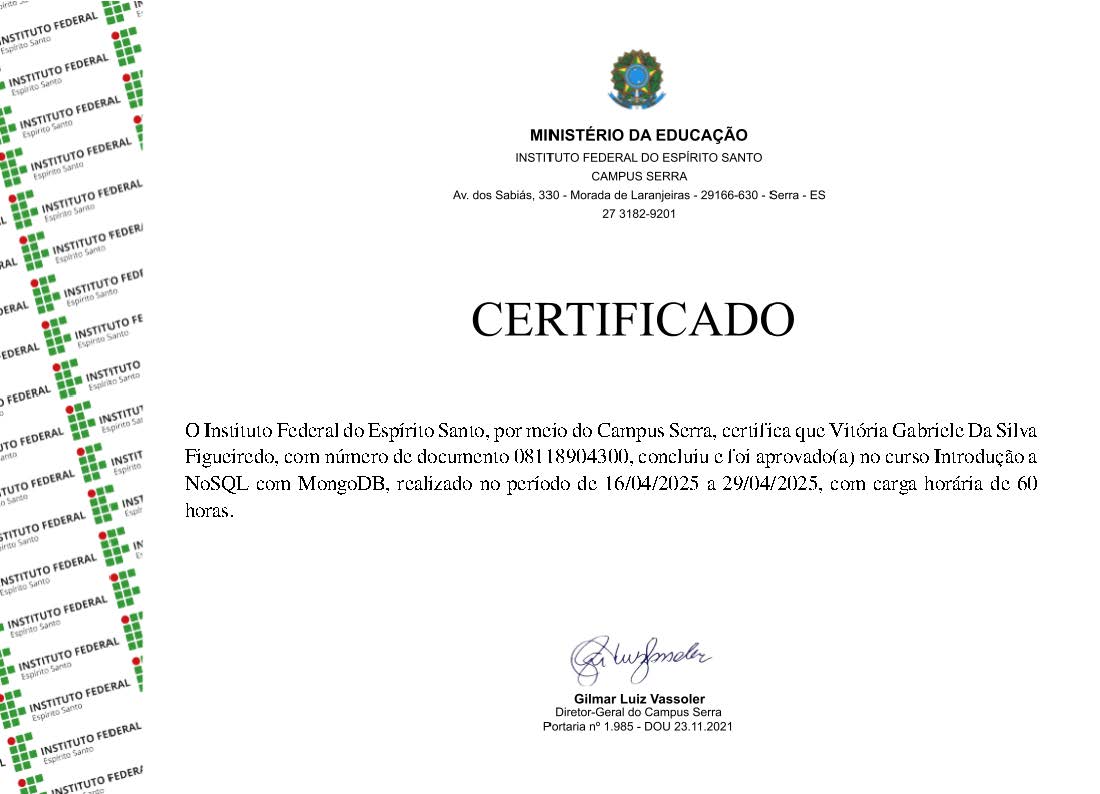 MINISTÉRIO DA EDUCAÇÃO
INSTITUTO FEDERAL DO ESPÍRITO SANTO
CAMPUS SERRA
Av. dos Sabiás, 330 - Morada de Laranjeiras - 29166-630 - Serra - ES
27 3182-9201
CERTIFICADO
O Instituto Federal do Espírito Santo, por meio do Campus Serra, certifica que Vitória Gabriele Da Silva
Figueiredo, com número de documento 08118904300, concluiu e foi aprovado(a) no curso Introdução a
NoSQL com MongoDB, realizado no período de 16/04/2025 a 29/04/2025, com carga horária de 60
horas.
Gilmar Luiz Vassoler
Diretor-Geral do Campus Serra
Portaria nº 1.985 - DOU 23.11.2021
INSTITUTO FEDERAL
Espírito Santo